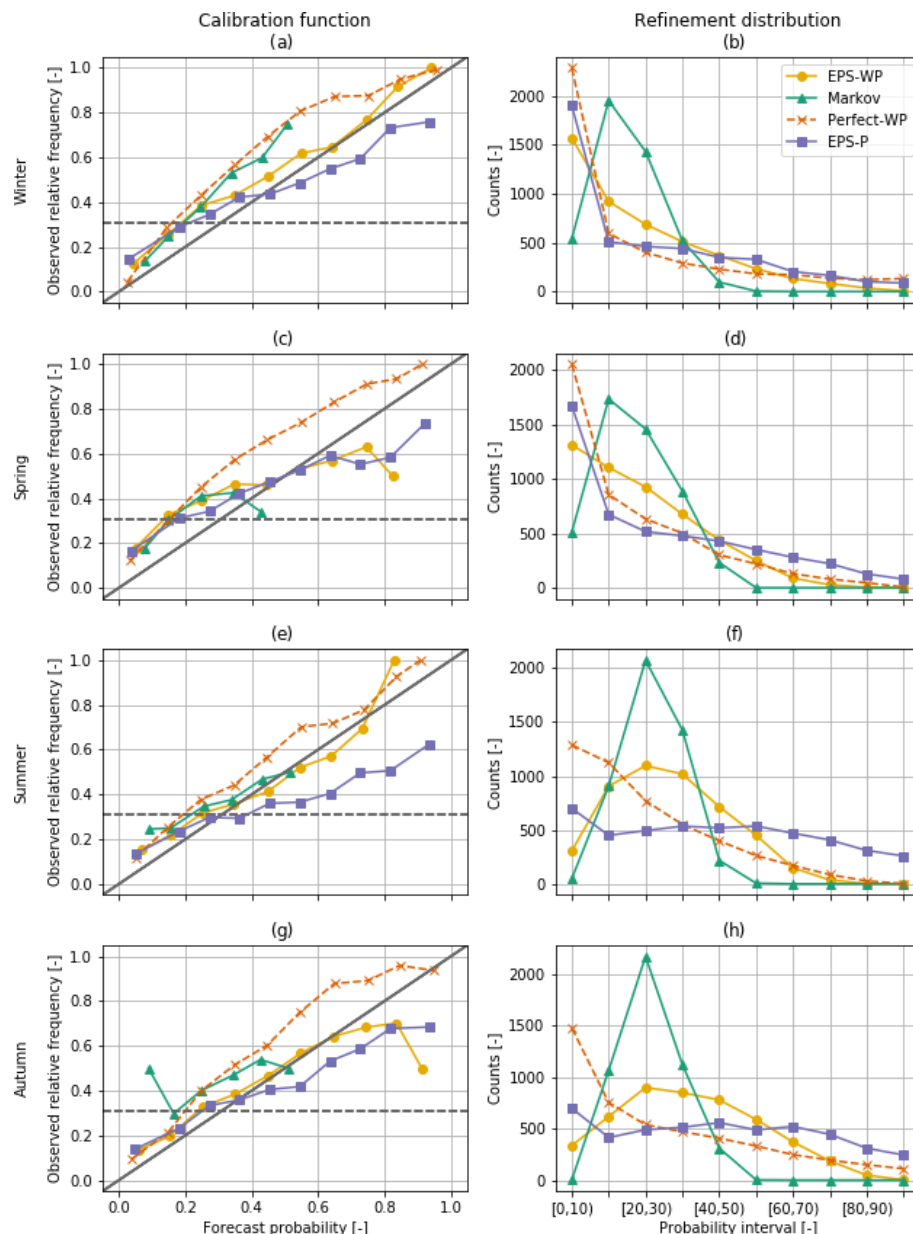 Calibration function
Refinement distribution
(a)
(b)
Winter
Observed relative frequency [-]
1.0
0.8
0.6
0.4
0.2
0.0
Counts [-]
2000
1500
1000
500
0
EPS-WP
Markov
Perfect-WP
EPS-P
(c)
(d)
Spring
Observed relative frequency [-]
1.0
0.8
0.6
0.4
0.2
0.0
Counts [-]
2000
1500
1000
500
0
(e)
(f)
Summer
Observed relative frequency [-]
1.0
0.8
0.6
0.4
0.2
0.0
Counts [-]
2000
1500
1000
500
0
(g)
(h)
Autumn
Observed relative frequency [-]
1.0
0.8
0.6
0.4
0.2
0.0
Counts [-]
2000
1500
1000
500
0
0.0 0.2 0.4 0.6 0.8 1.0
Forecast probability [-]
[0,10) [20,30) [40,50) [60,70) [80,90)
Probability interval [-]